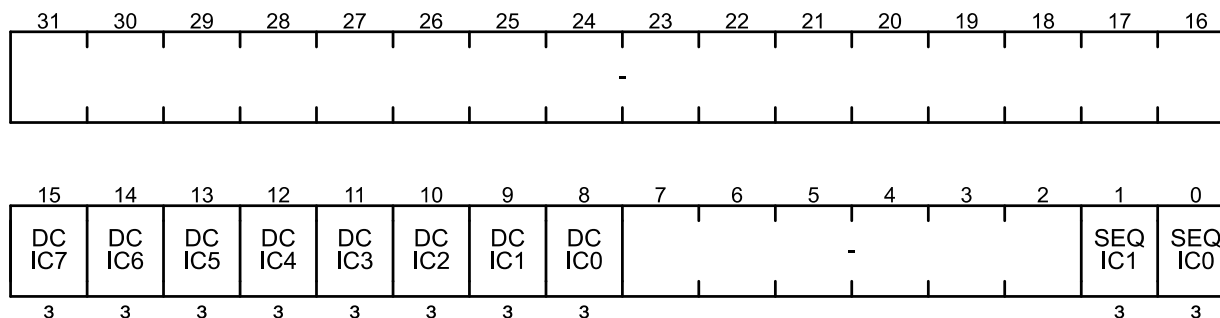 31 30 29 28 27 26 25 24 23 22 21 20 19 18 17 16
-
15 14 13 12 11 10 9 8 7 6 5 4 3 2 1 0
DC DC DC DC DC DC DC DC SEQ SEQ
IC7 IC6 IC5 IC4 IC3 IC2 IC1 IC0 - IC1 IC0
3 3 3 3 3 3 3 3 3 3